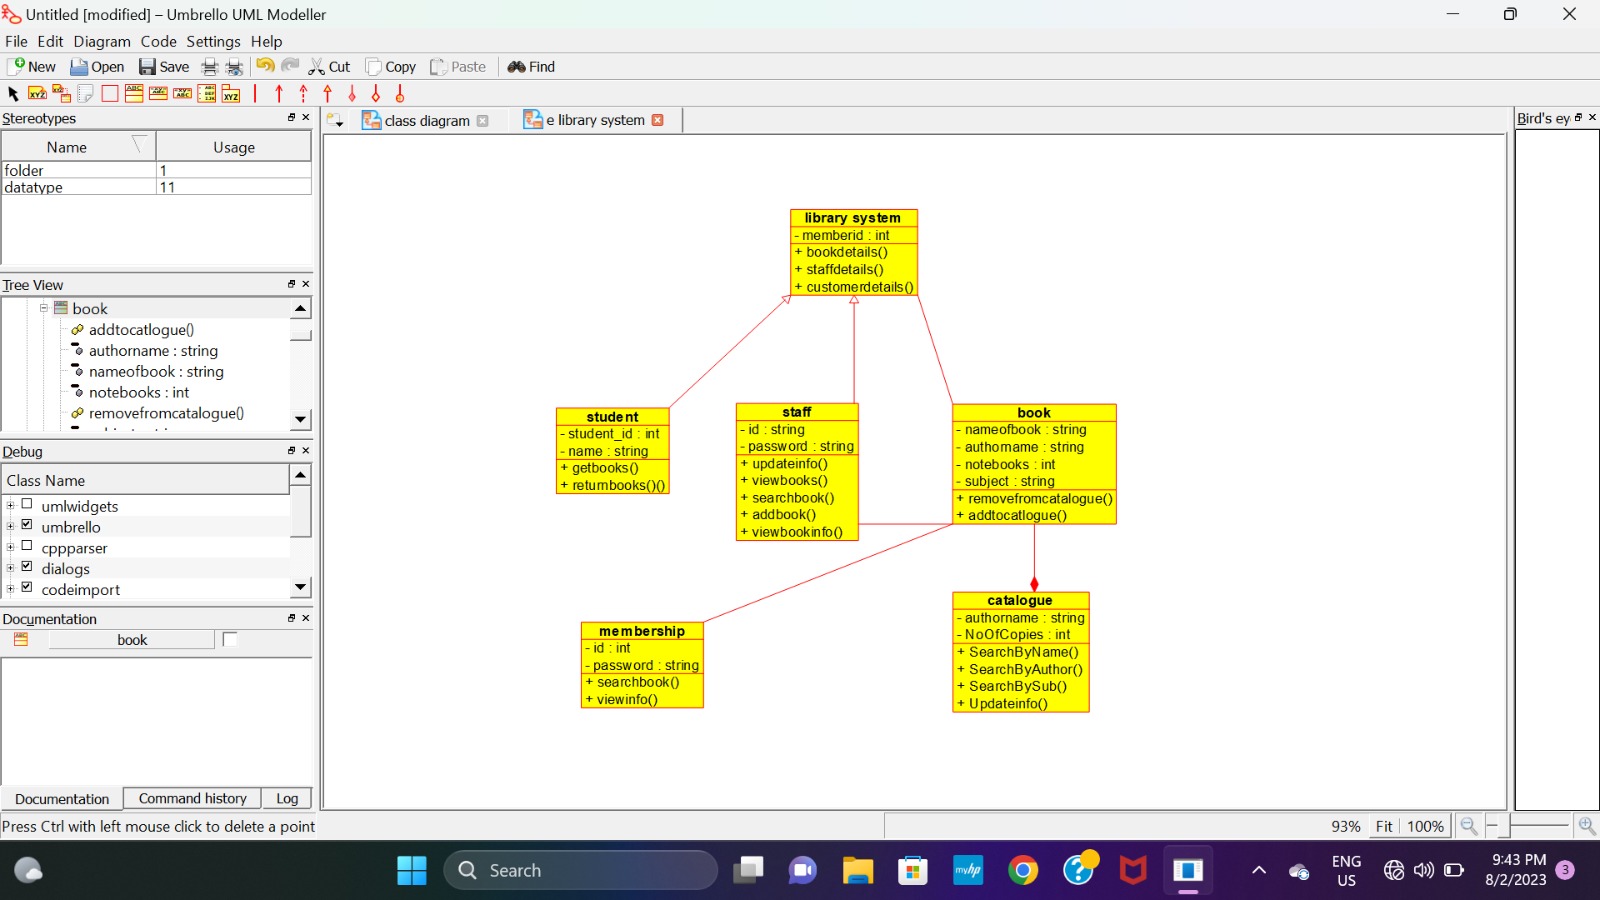 Untitled [modified] – Umbrello UML Modeller
File Edit Diagram Code Settings Help
New Open Save Cut Copy Paste Find
Stereotypes
Name Usage
folder 1
datatype 11
Tree View
book
addtocatlogue()
authorname : string
nameofbook : string
notebooks : int
removefromcatalogue()
Debug
Class Name
umlwidgets
umbrello
cppparser
dialogs
codeimport
Documentation
book
Documentation Command history Log
Press Ctrl with left mouse click to delete a point
class diagram e library system
library system
- memberid : int
+ bookdetails()
+ staffdetails()
+ customerdetails()
student
- student_id : int
- name : string
+ getbooks()
+ returnbooks()()
staff
- id : string
- password : string
+ updateinfo()
+ viewbooks()
+ searchbook()
+ addbook()
+ viewbookinfo()
book
- nameofbook : string
- authorname : string
- notebooks : int
- subject : string
+ removefromcatalogue()
+ addtocatlogue()
membership
- id : int
- password : string
+ searchbook()
+ viewinfo()
catalogue
- authorname : string
- NoOfCopies : int
+ SearchByName()
+ SearchByAuthor()
+ SearchBySub()
+ Updateinfo()
Bird's ey
93% Fit 100%
Search
myhp
ENG
US
9:43 PM
8/2/2023
3